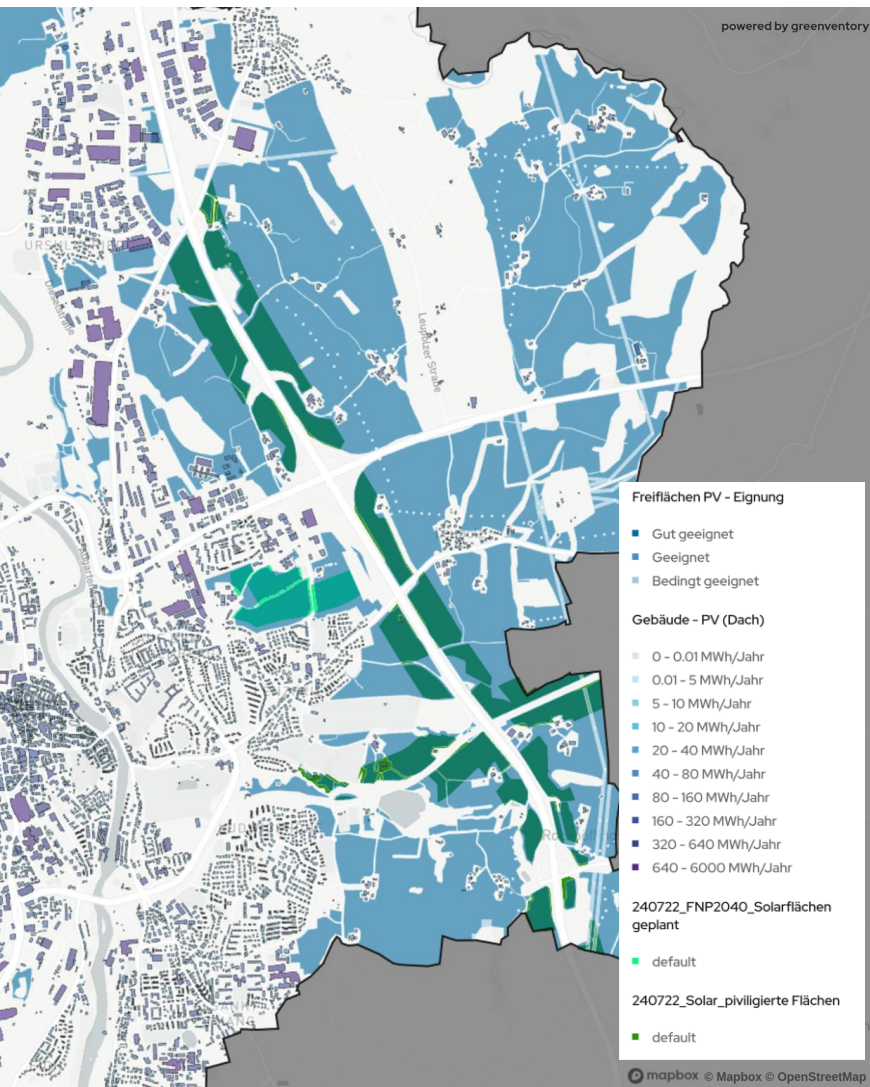 powered by greenventory
Dieselstraße
Leupolzer Straße
Freiflächen PV - Eignung
Gut geeignet
Geeignet
Bedingt geeignet
Gebäude - PV (Dach)
0 - 0.01 MWh/Jahr
0.01 - 5 MWh/Jahr
5 - 10 MWh/Jahr
10 - 20 MWh/Jahr
20 - 40 MWh/Jahr
40 - 80 MWh/Jahr
80 - 160 MWh/Jahr
160 - 320 MWh/Jahr
320 - 640 MWh/Jahr
640 - 6000 MWh/Jahr
240722_FNP2040_Solarflächen
geplant
default
240722_Solar_piviligierte Flächen
default
mapbox © Mapbox © OpenStreetMap